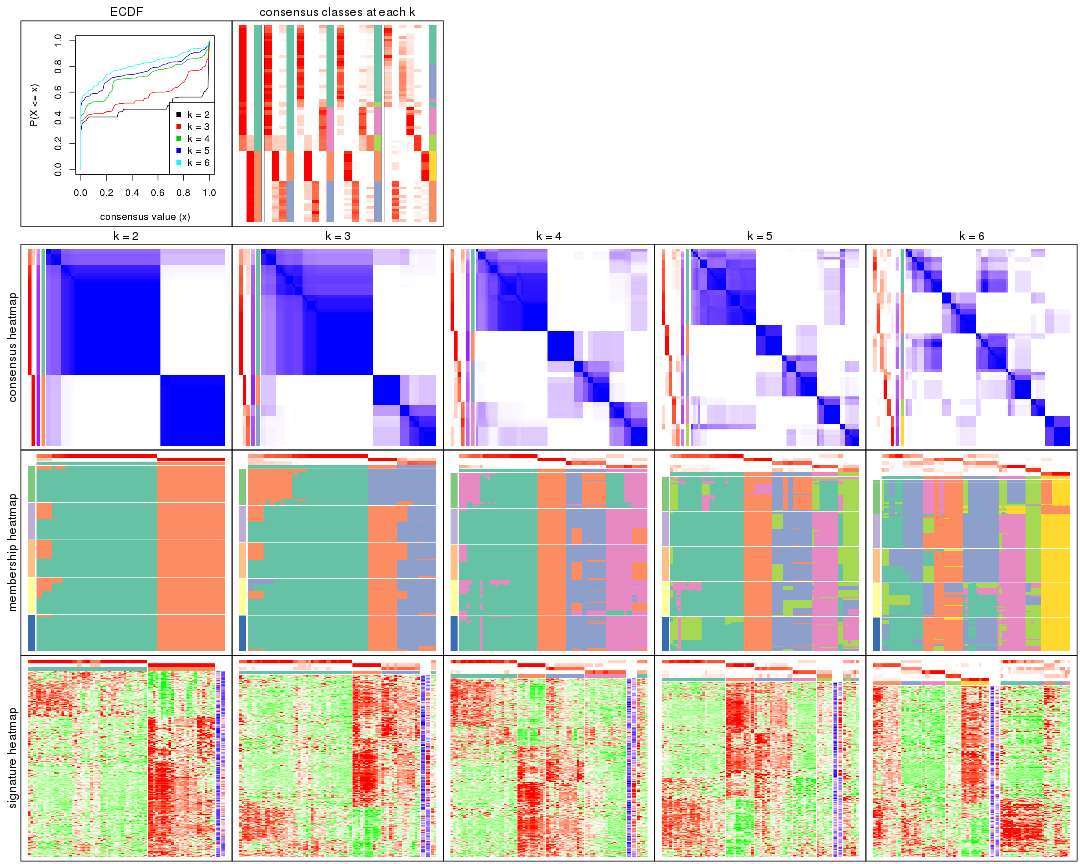 ECDF
consensus classes at each k
P(X <= x)
0.0
0.2
0.4
0.6
0.8
1.0
k = 2
k = 3
k = 4
k = 5
k = 6
0.0 0.2 0.4 0.6 0.8 1.0
consensus value (x)
k = 2
k = 3
k = 4
k = 5
k = 6
consensus heatmap
membership heatmap
signature heatmap